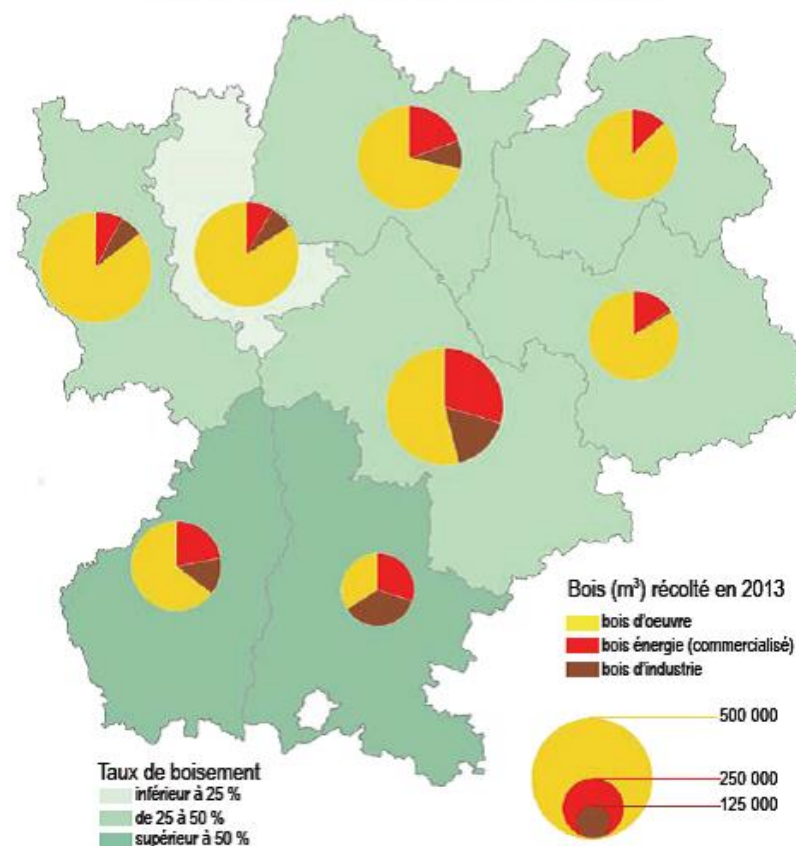 Bois (m³) récolté en 2013
bois d'oeuvre
bois énergie (commercialisé)
bois d'industrie
500 000
250 000
125 000
Taux de boisement
inférieur à 25 %
de 25 à 50 %
supérieur à 50 %